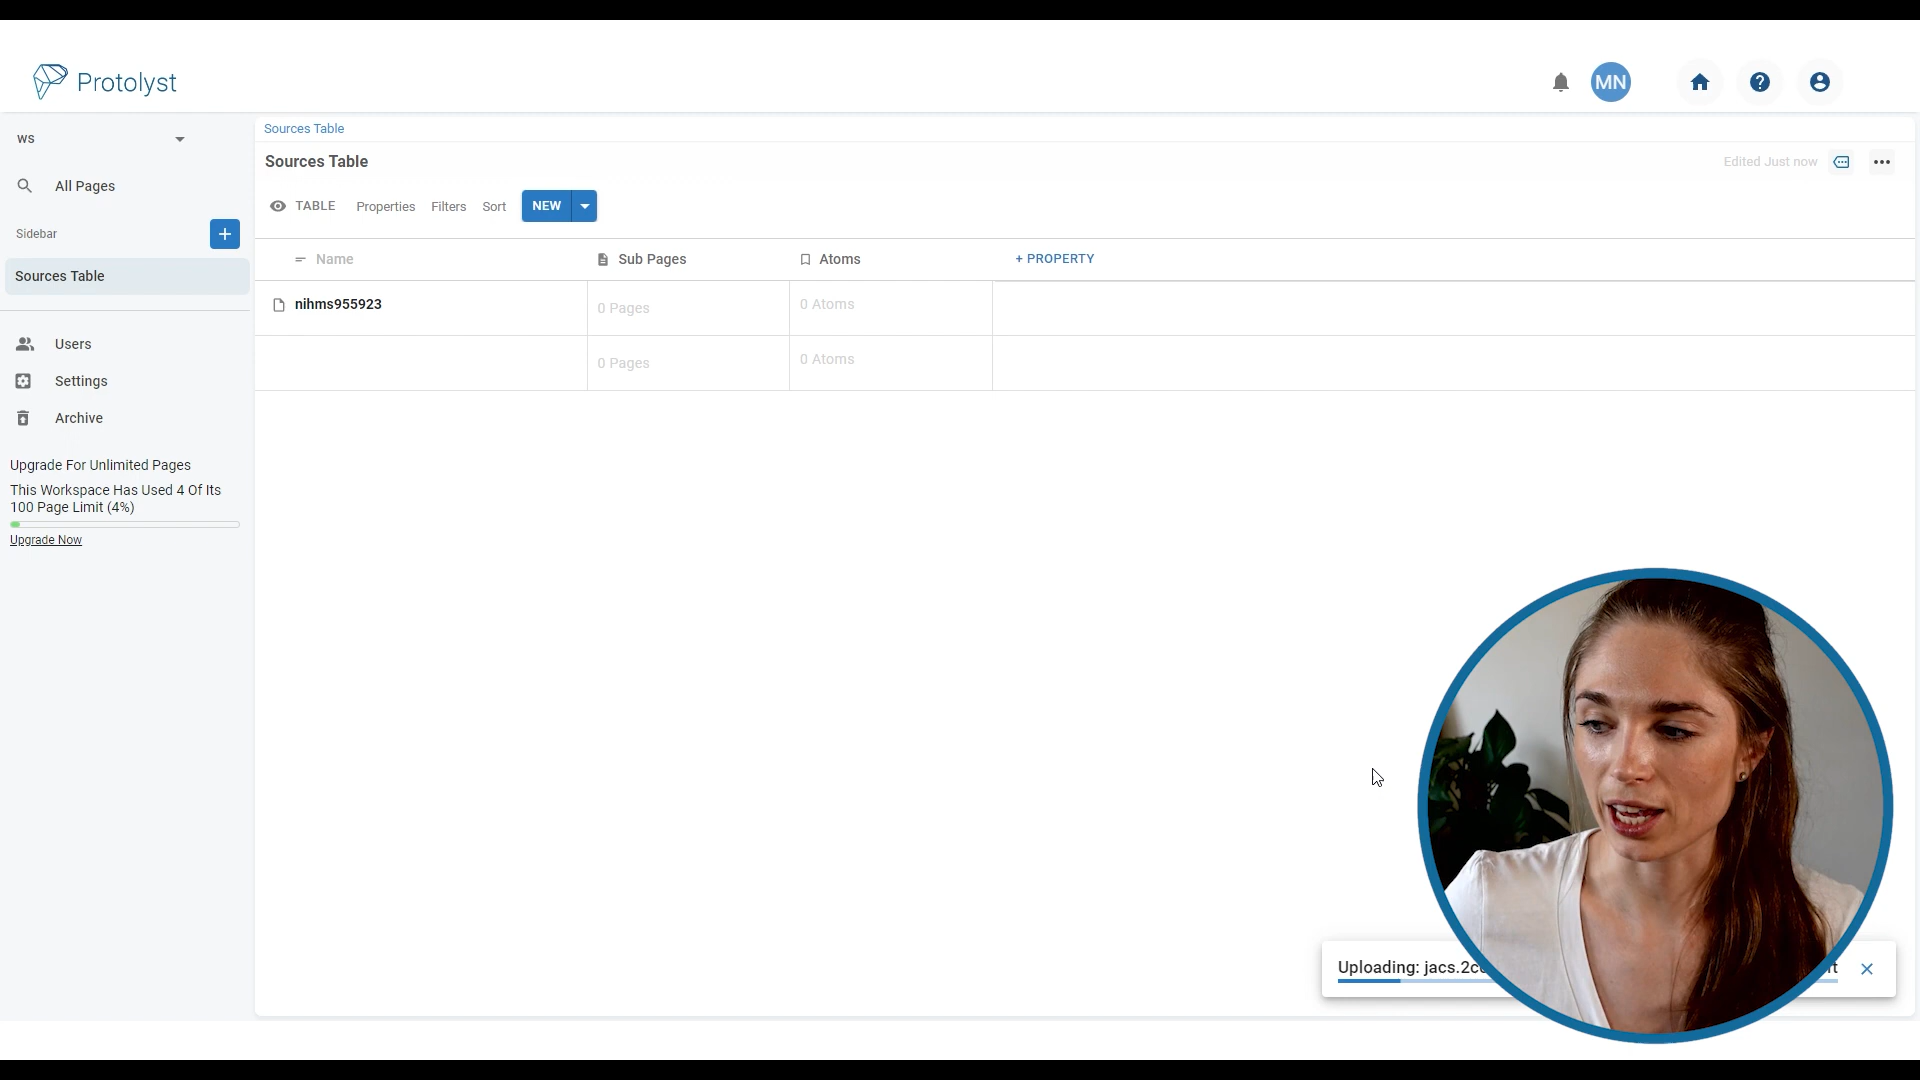 Protolyst
MN
ws
All Pages
Sidebar
Sources Table
Users
Settings
Archive
Upgrade For Unlimited Pages
This Workspace Has Used 4 Of Its
100 Page Limit (4%)
Upgrade Now
Sources Table
Sources Table
Edited Just now
TABLE Properties Filters Sort NEW
Name Sub Pages Atoms + PROPERTY
nihms955923 0 Pages 0 Atoms
0 Pages 0 Atoms
Uploading: